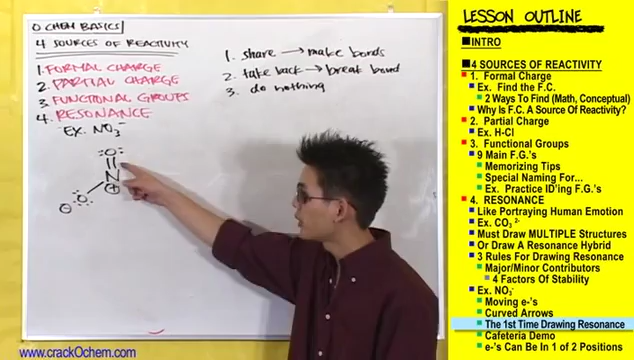 O CHEM BASICS
4 SOURCES OF REACTIVITY
1. FORMAL CHARGE
2. PARTIAL CHARGE
3. FUNCTIONAL GROUPS
4. RESONANCE
EX. NO3-
O
N
+
O
-
1. share → make bonds
2. take back → break bond
3. do nothing
www.crackOchem.com
LESSON OUTLINE
INTRO
4 SOURCES OF REACTIVITY
1. Formal Charge
Ex. Find the F.C.
2 Ways To Find (Math, Conceptual)
Why Is F.C. A Source Of Reactivity?
2. Partial Charge
Ex. H-Cl
3. Functional Groups
9 Main F.G.'s
Memorizing Tips
Special Naming For...
Ex. Practice ID'ing F.G.'s
4. RESONANCE
Like Portraying Human Emotion
Ex. CO3 2-
Must Draw MULTIPLE Structures
Or Draw A Resonance Hybrid
3 Rules For Drawing Resonance
Major/Minor Contributors
4 Factors Of Stability
Ex. NO3-
Moving e-'s
Curved Arrows
The 1st Time Drawing Resonance
Cafeteria Demo
e-'s Can Be In 1 of 2 Positions